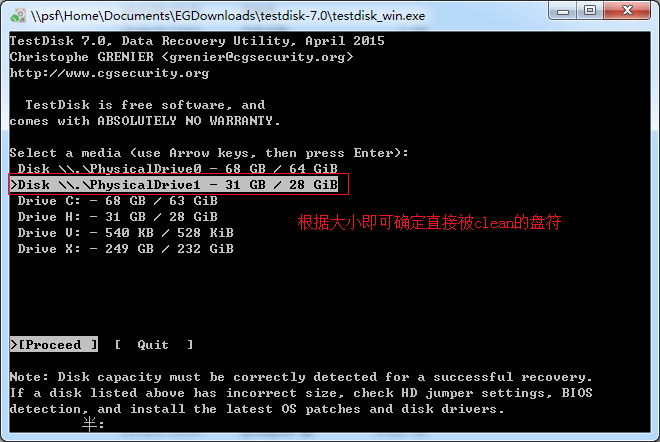 \\psf\Home\Documents\EGDownloads\testdisk-7.0\testdisk_win.exe
TestDisk 7.0, Data Recovery Utility, April 2015
Christophe GRENIER <grenier@cgsecurity.org>
http://www.cgsecurity.org
TestDisk is free software, and
comes with ABSOLUTELY NO WARRANTY.
Select a media (use Arrow keys, then press Enter):
Disk \\.\PhysicalDrive0 - 68 GB / 64 GiB
>Disk \\.\PhysicalDrive1 - 31 GB / 28 GiB
Drive C: - 68 GB / 63 GiB
Drive H: - 31 GB / 28 GiB
根据大小即可确定直接被clean的盘符
Drive V: - 540 KB / 528 KiB
Drive X: - 249 GB / 232 GiB
>[Proceed ]  [  Quit  ]
Note: Disk capacity must be correctly detected for a successful recovery.
If a disk listed above has incorrect size, check HD jumper settings, BIOS
detection, and install the latest OS patches and disk drivers.
半: